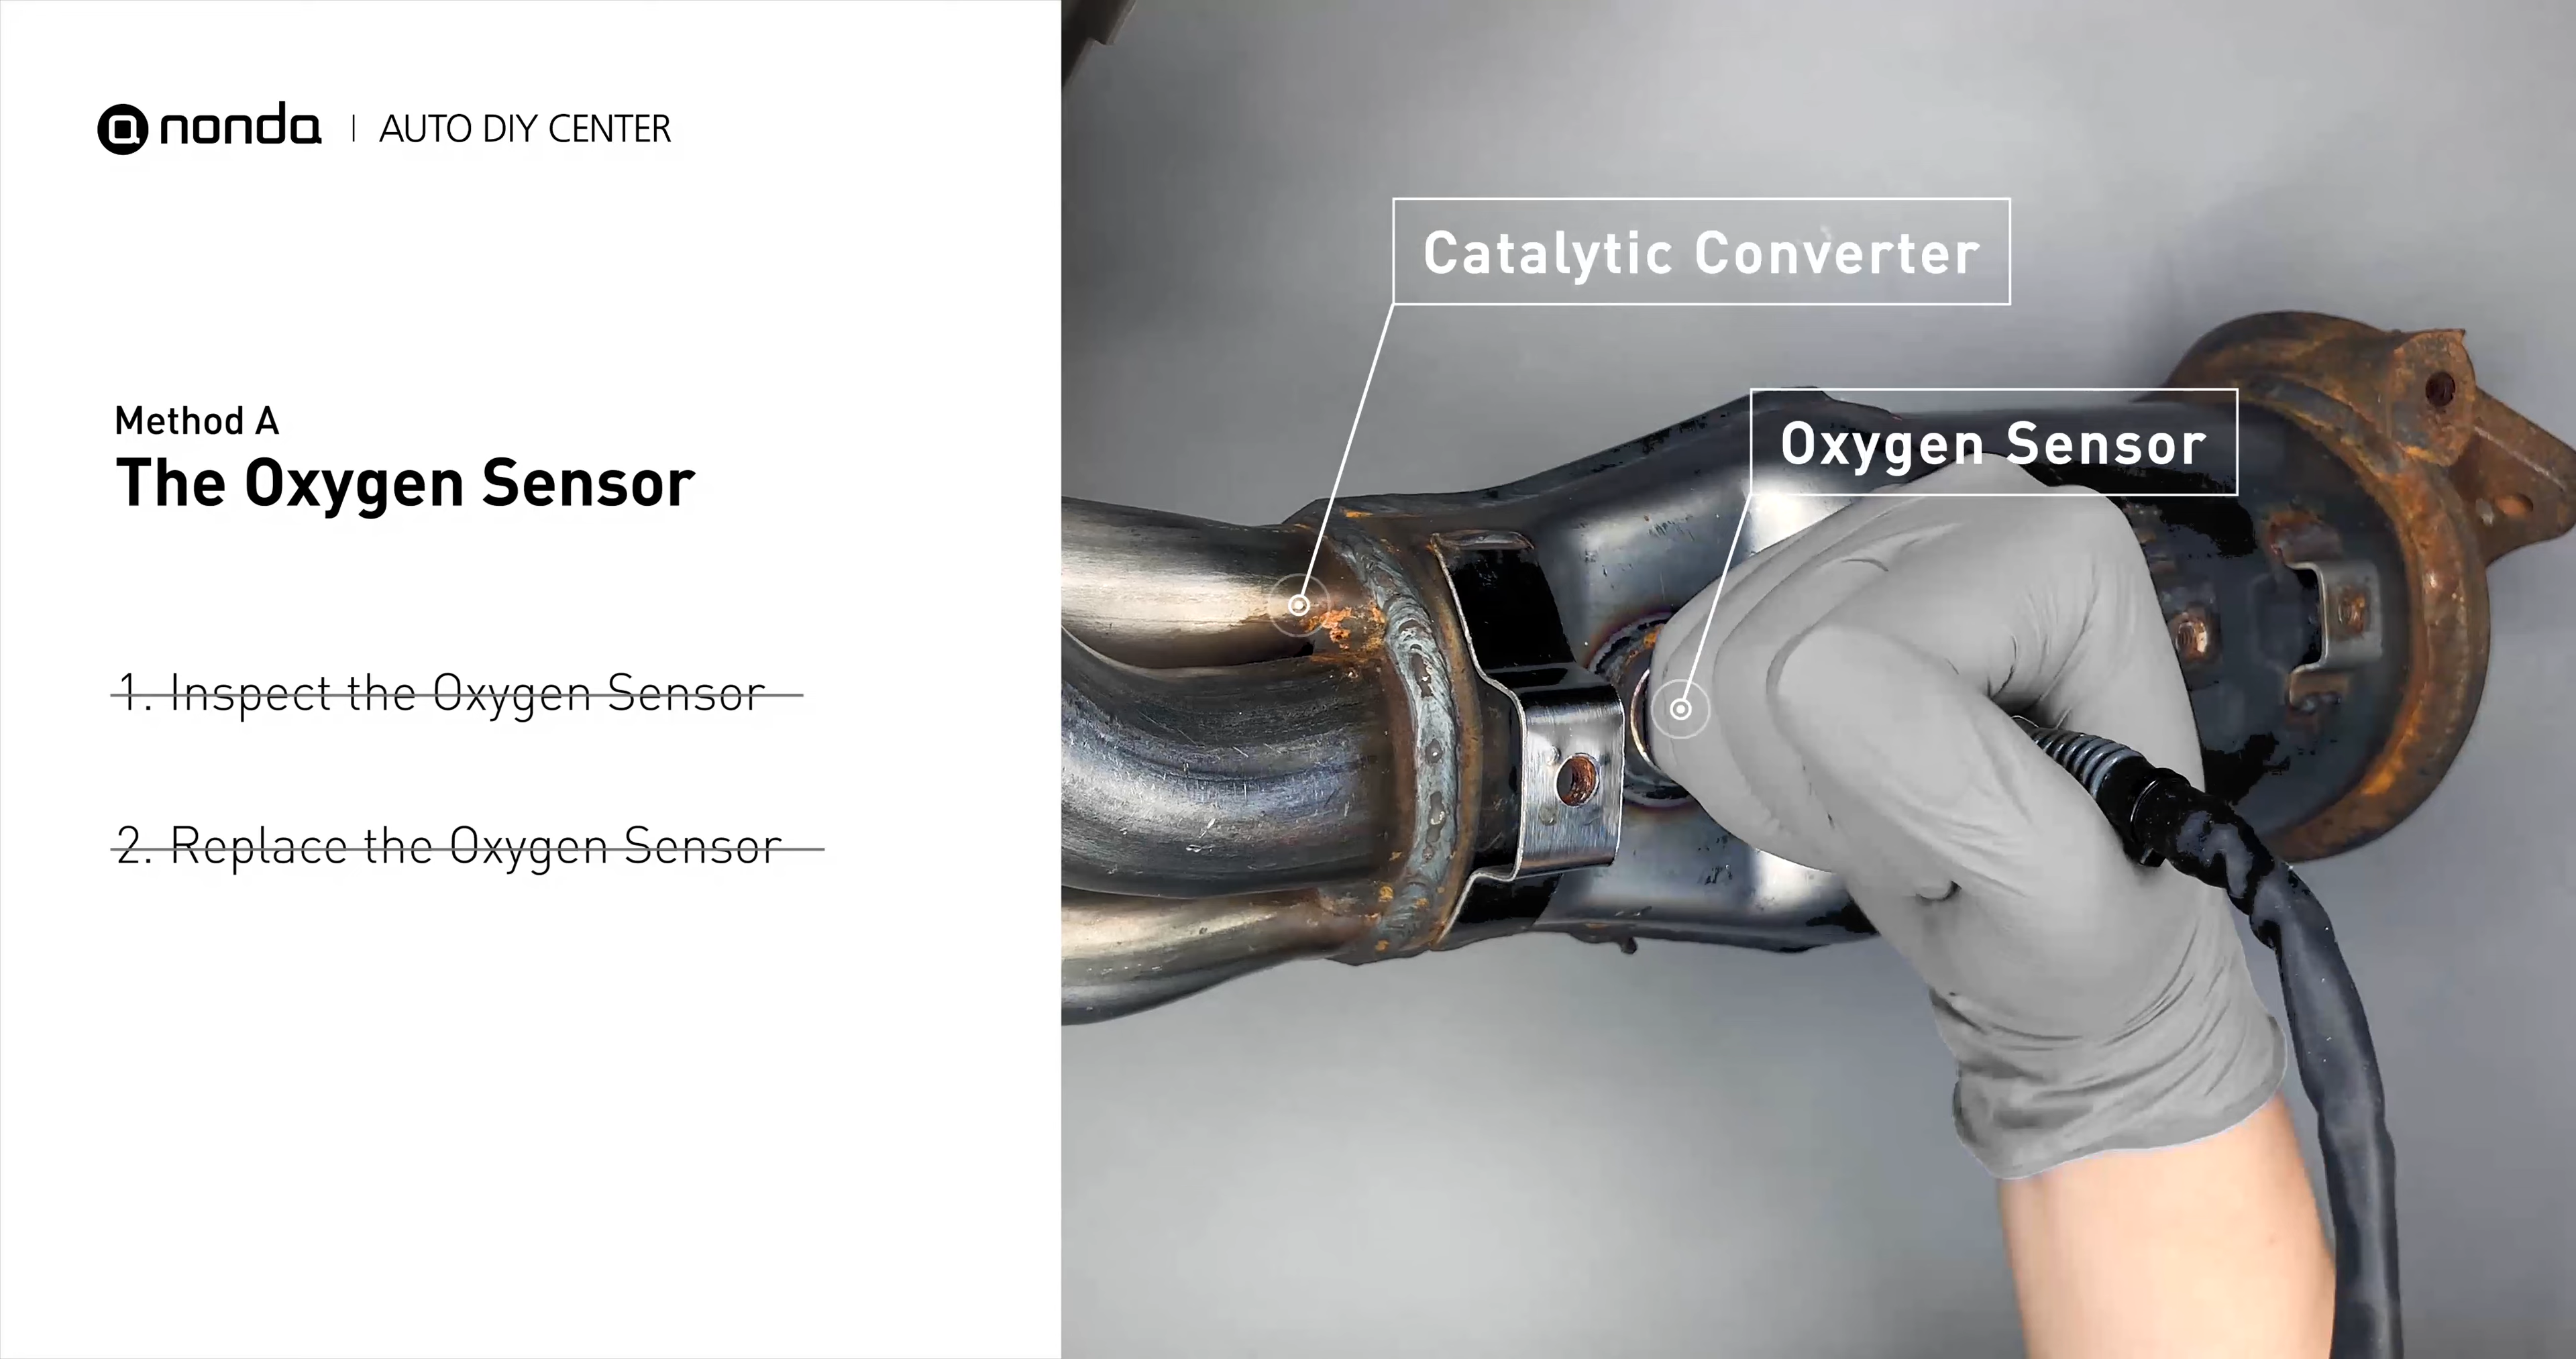 nonda | AUTO DIY CENTER
Method A
The Oxygen Sensor
1. Inspect the Oxygen Sensor
2. Replace the Oxygen Sensor
Catalytic Converter
Oxygen Sensor